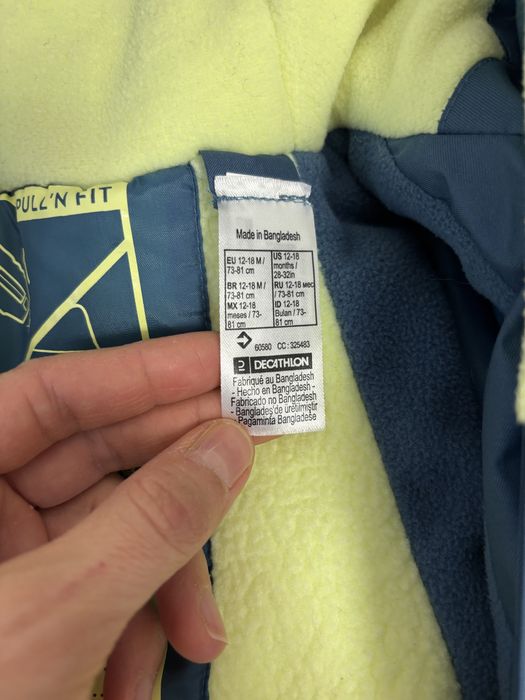 PULL'N FIT
Made in Bangladesh
EU 12-18 M /
73-81 cm
BR 12-18 M /
73-81 cm
MX 12-18
meses / 73-
81 cm
US 12-18
months /
28-32in
RU 12-18 мес
/ 73-81 cm
ID 12-18
Bulan / 73-
81 cm
60580 CC : 325483
DECATHLON
Fabriqué au Bangladesh
- Hecho en Bangladesh -
Fabricado no Bangladesh
- Bangladeş'de üretilmiştir
- Pagaminta Bangladeše